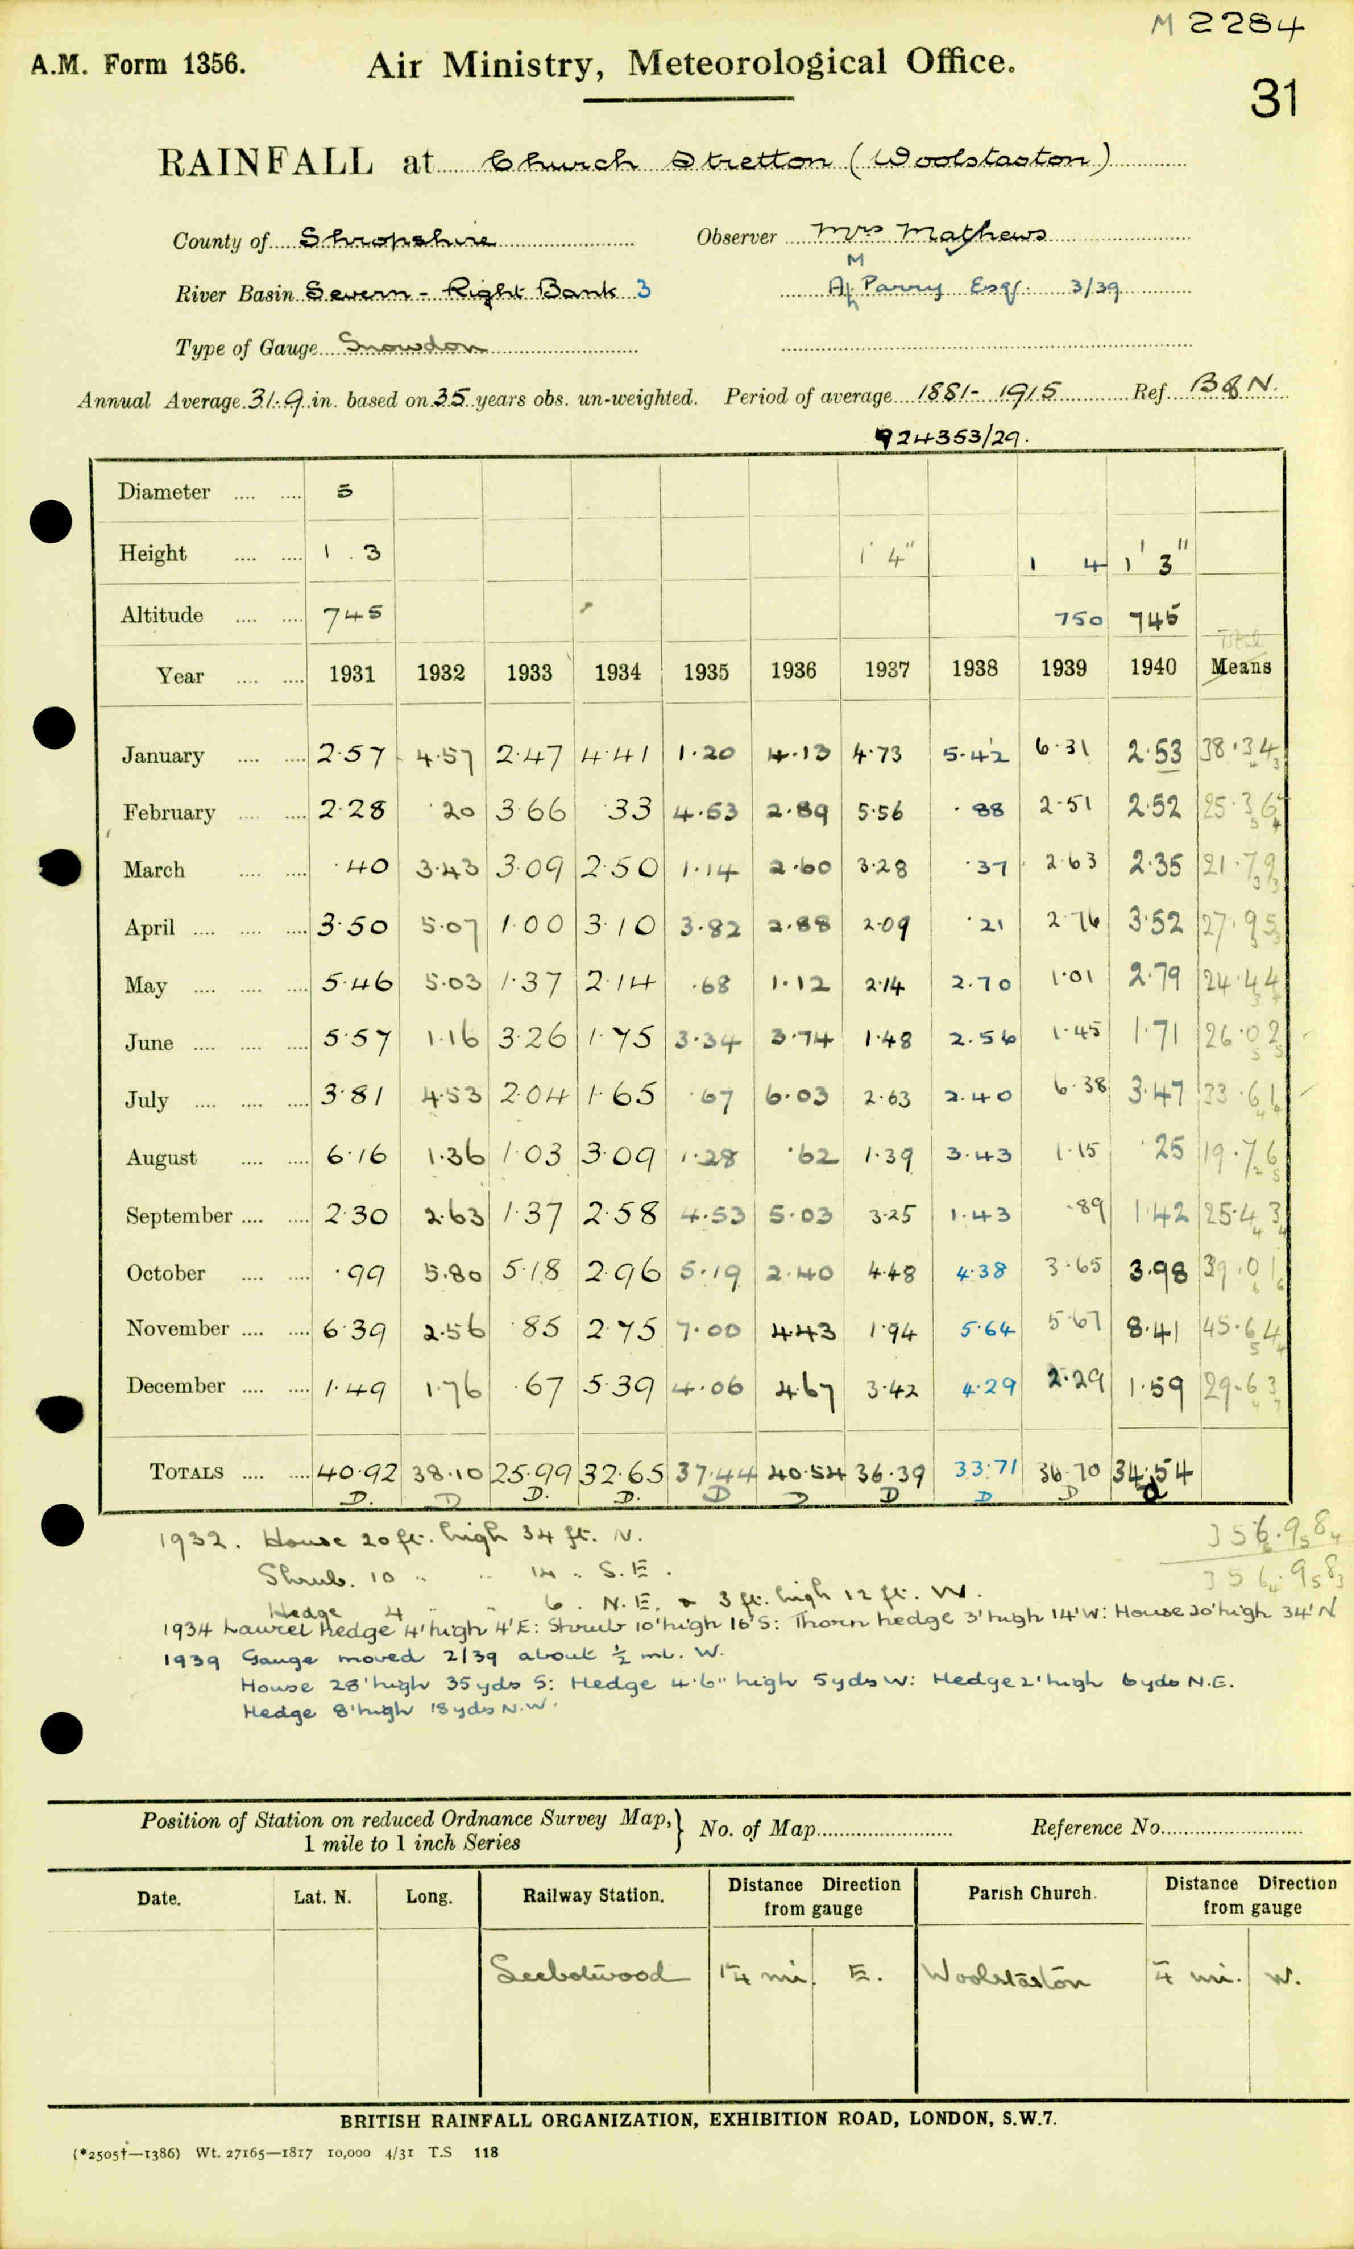 M 2284
A.M. Form 1356. Air Ministry, Meteorological Office.
31
RAINFALL at Church Stretton (Woolstaston)
County of Shropshire Observer Mrs Mathews
River Basin Severn - Right Bank 3 Parry Esq. 3/39
Type of Gauge Snowdon
Annual Average 31.9 in. based on 35 years obs. un-weighted. Period of average 1881- 1915 Ref. B & N.
924353/29.
Diameter .... .... 5
Height .... .... 1 . 3 1' 4" 1 4 1' 3"
Altitude .... .... 745 750 745
Total
Year .... .... 1931 1932 1933 1934 1935 1936 1937 1938 1939 1940 Means
January .... .... 2.57 4.57 2.47 4.41 1.20 4.13 4.73 5.42 6.31 2.53 38.34
February .... .... 2.28 .20 3.66 .33 4.53 2.89 5.56 .88 2.51 2.52 25.36
March .... .... .40 3.43 3.09 2.50 1.14 2.60 3.28 .37 2.63 2.35 21.79
April .... .... .... 3.50 5.07 1.00 3.10 3.82 2.88 2.09 .21 2.76 3.52 27.95
May .... .... .... 5.46 5.03 1.37 2.14 .68 1.12 2.14 2.70 1.01 2.79 24.44
June .... .... .... 5.57 1.16 3.26 1.75 3.34 3.74 1.48 2.56 1.45 1.71 26.02
July .... .... .... 3.81 4.53 2.04 1.65 .67 6.03 2.63 2.40 6.38 3.47 33.61
August .... .... 6.16 1.36 1.03 3.09 1.28 .62 1.39 3.43 1.15 .25 19.76
September .... .... 2.30 2.63 1.37 2.58 4.53 5.03 3.25 1.43 .89 1.42 25.43
October .... .... .99 5.80 5.18 2.96 5.19 2.40 4.48 4.38 3.65 3.98 39.01
November .... .... 6.39 2.56 .85 2.75 7.00 4.43 1.94 5.64 5.67 8.41 45.64
December .... .... 1.49 1.76 .67 5.39 4.06 4.67 3.42 4.29 2.29 1.59 29.63
TOTALS .... .... 40.92 38.10 25.99 32.65 37.44 40.54 36.39 33.71 36.70 34.54
D. D D. D. D D D D D d
1932. House 20 ft. high 34 ft. N. 356.98
Shrub. 10 " " 14 " S.E. 356.98
Hedge 4 " " 6 . N.E. & 3 ft. high 12 ft. W.
1934 Laurel hedge 4' high 4' E: Shrub 10' high 16' S: Thorn hedge 3' high 14' W: House 20' high 34' N
1939 Gauge moved 2/39 about ½ ml. W.
House 28' high 35 yds S: Hedge 4'6" high 5 yds W: Hedge 2' high 6 yds N.E.
Hedge 8' high 18 yds N.W.
Position of Station on reduced Ordnance Survey Map, } No. of Map Reference No.
1 mile to 1 inch Series
Date. Lat. N. Long. Railway Station. Distance Direction from gauge Parish Church. Distance Direction from gauge
Leebotwood 1¼ mi. E. Woolstaston ¼ mi. W.
BRITISH RAINFALL ORGANIZATION, EXHIBITION ROAD, LONDON, S.W.7.
(*2505†—1386) Wt. 27165—1817 10,000 4/31 T.S 118